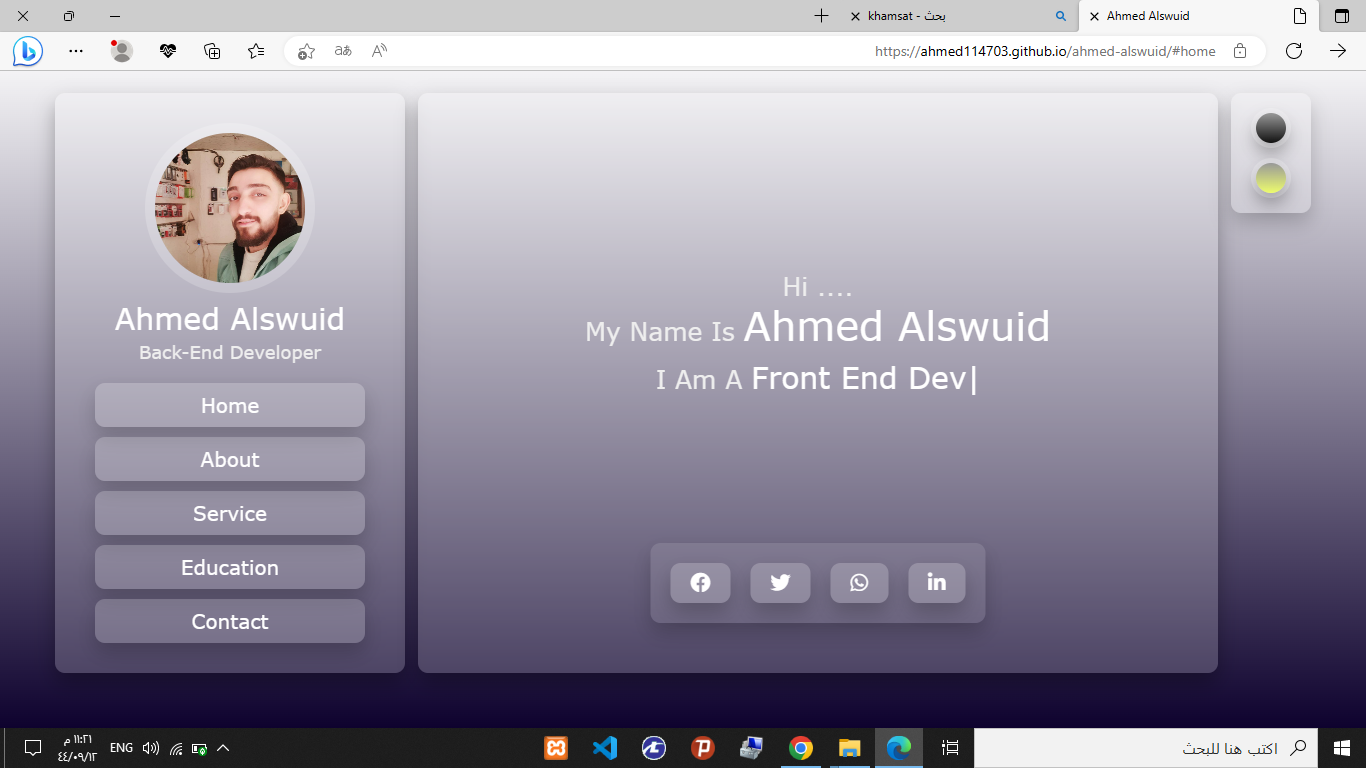 khamsat - بحث
Ahmed Alswuid
https://ahmed114703.github.io/ahmed-alswuid/#home
Ahmed Alswuid
Back-End Developer
Home
About
Service
Education
Contact
Hi ....
My Name Is Ahmed Alswuid
I Am A Front End Dev|
١١:٢١ م
٤٤/٠٩/١٢
ENG
اكتب هنا للبحث